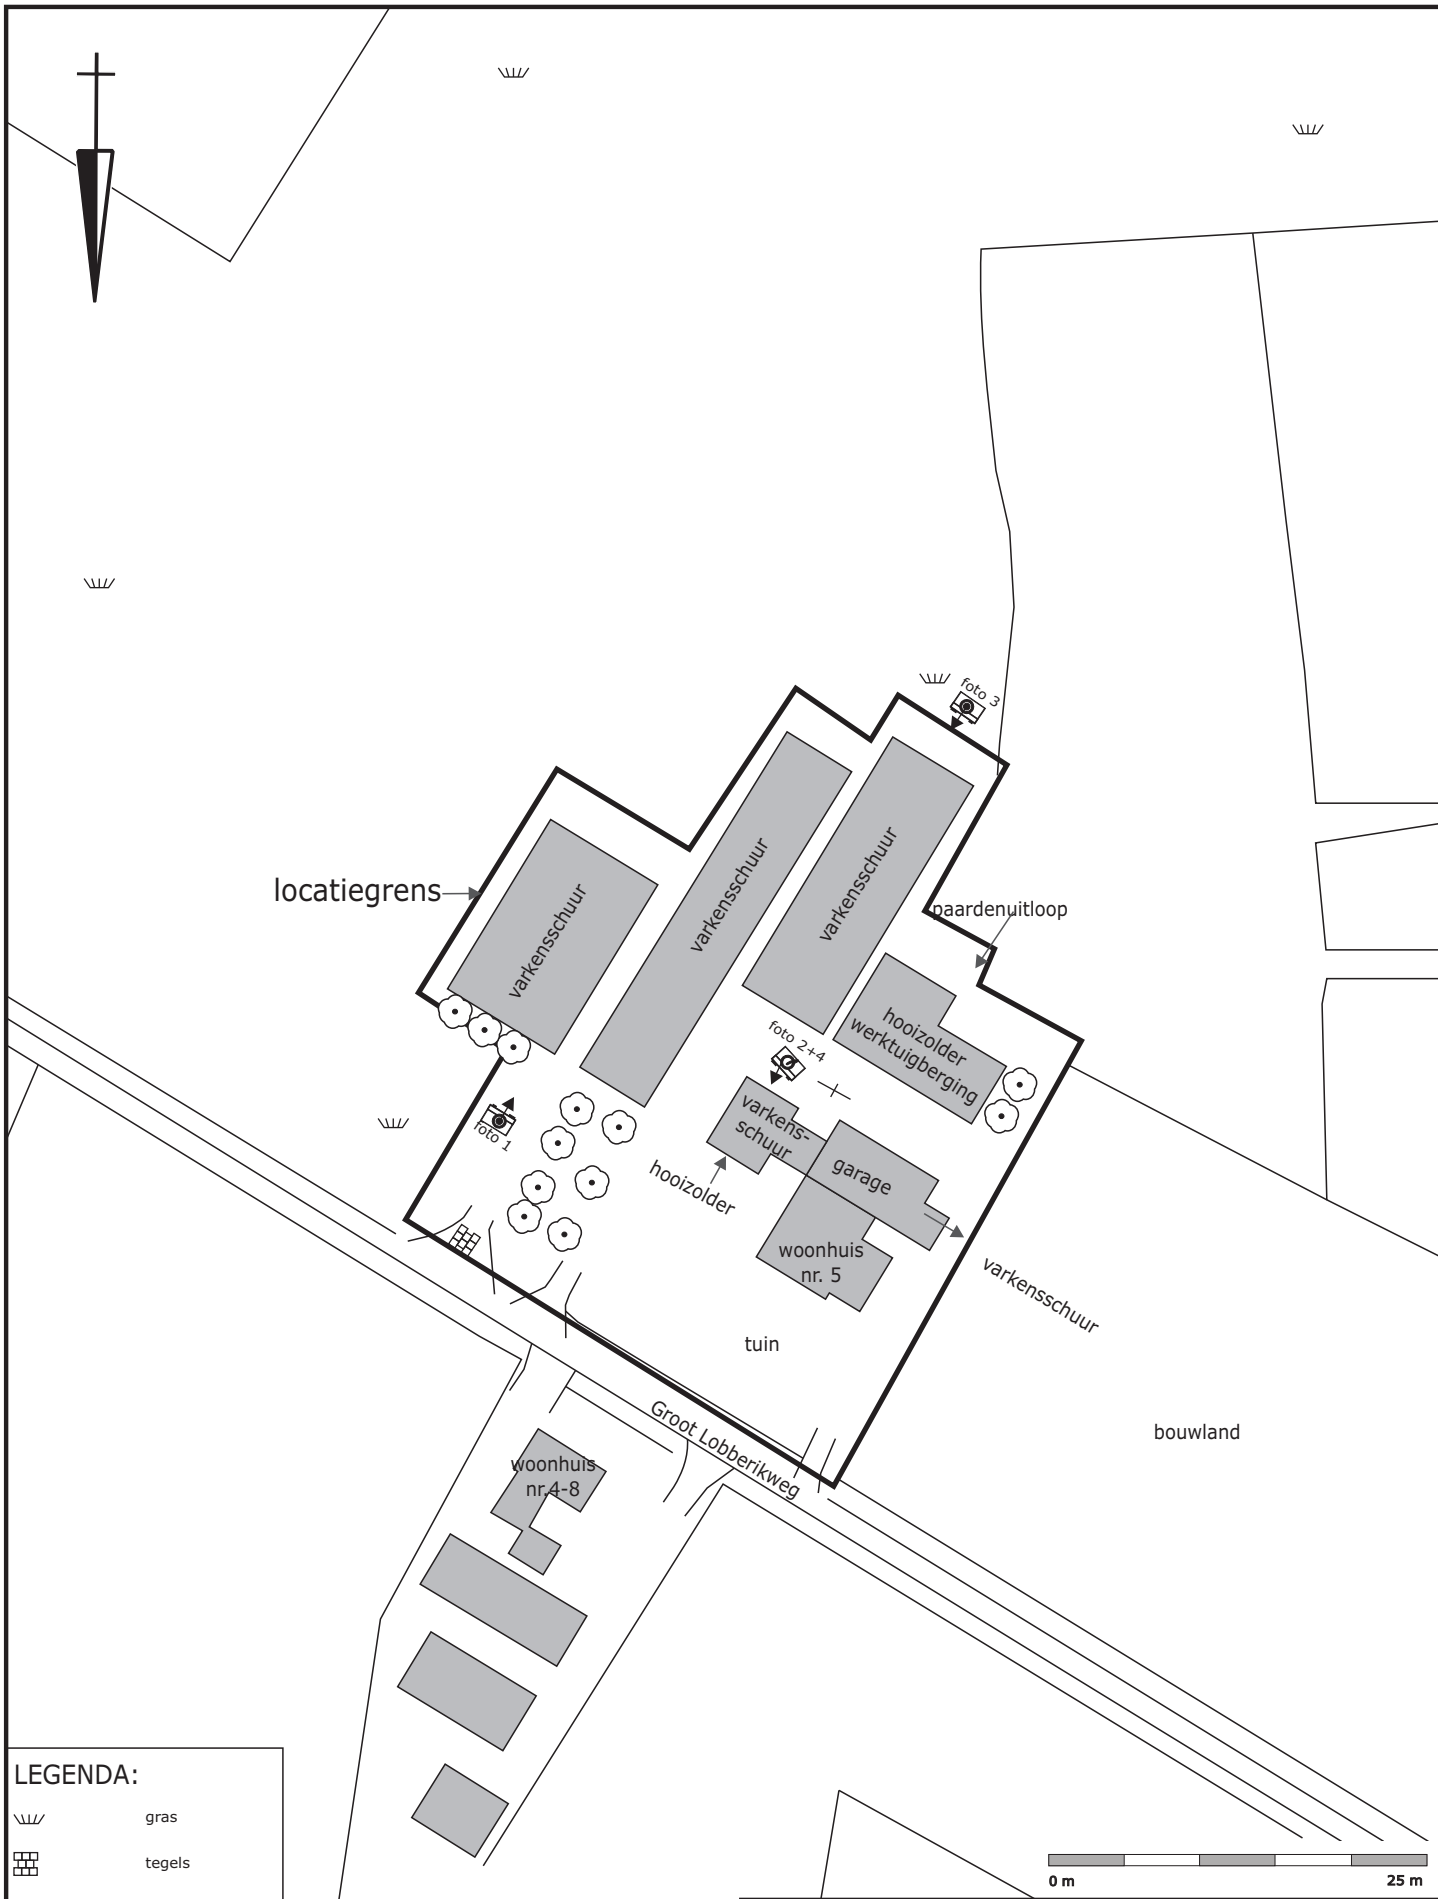 foto 3
locatiegrens
varkensschuur
varkensschuur
varkensschuur
paardenuitloop
hooizolder
werktuigberging
foto 2+4
foto 1
varkens-
schuur
garage
hooizolder
woonhuis
nr. 5
varkensschuur
tuin
Groot Lobberikweg
bouwland
woonhuis
nr.4-8
LEGENDA:
gras
tegels
0 m
25 m